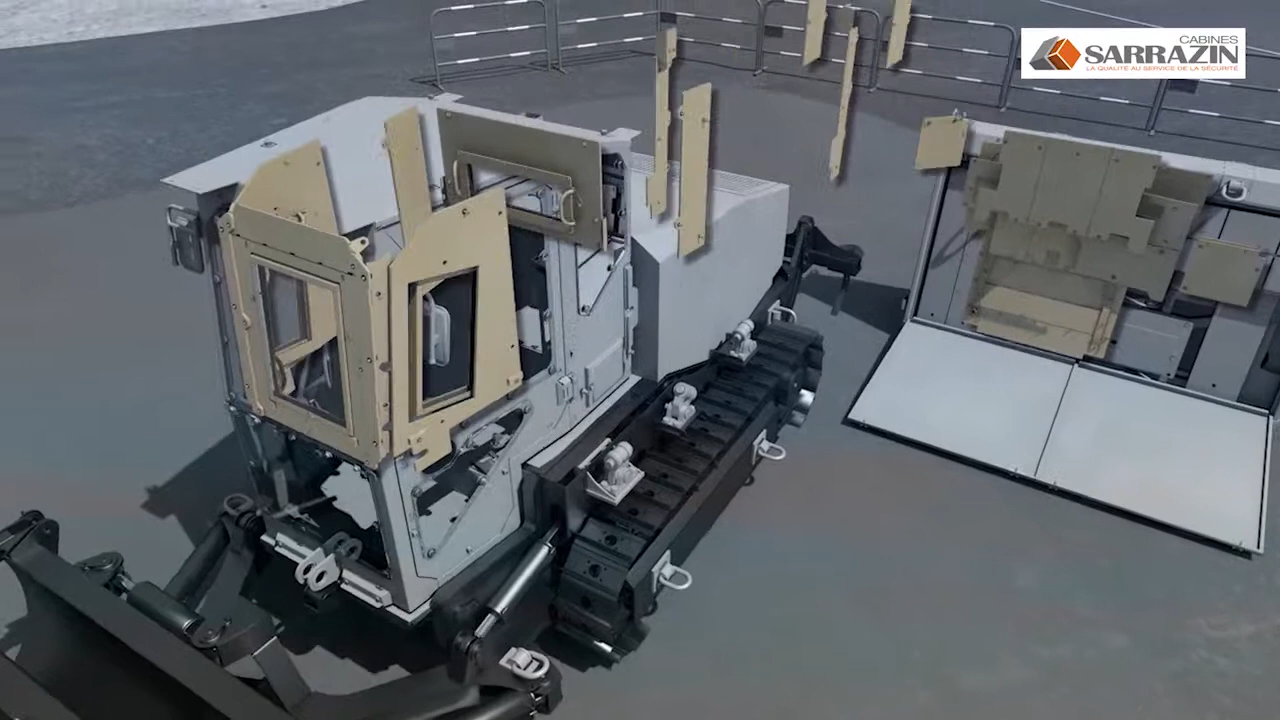 CABINES
SARRAZIN
LA QUALITÉ AU SERVICE DE LA SÉCURITÉ